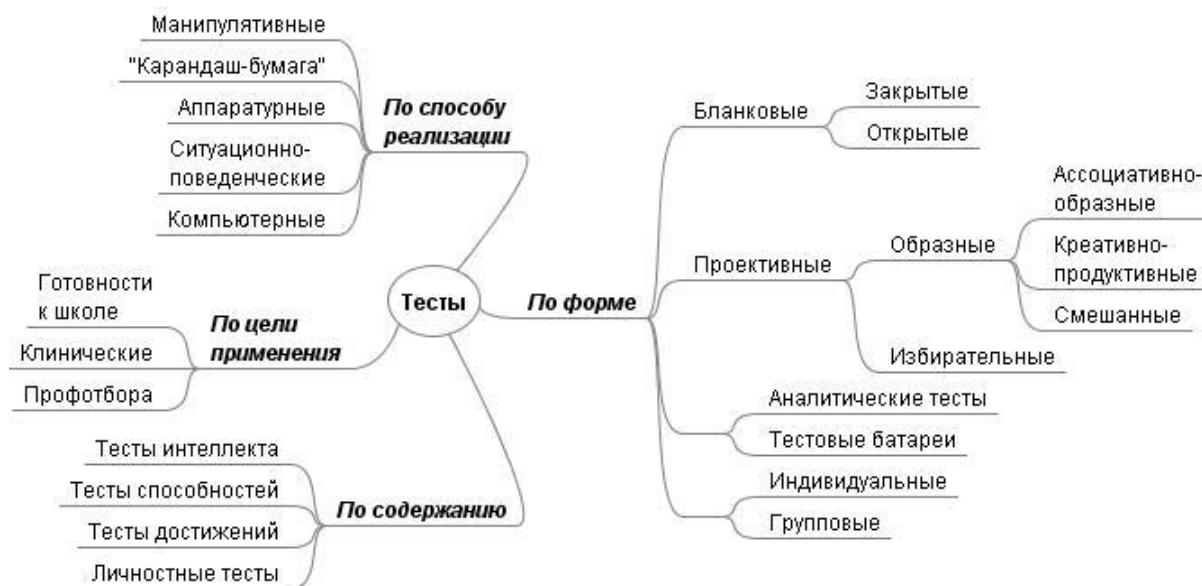 Манипулятивные
"Карандаш-бумага"
Аппаратурные
Ситуационно-
поведенческие
Компьютерные
По способу
реализации
Готовности
к школе
Клинические
Профотбора
По цели
применения
Тесты интеллекта
Тесты способностей
Тесты достижений
Личностные тесты
По содержанию
Тесты
По форме
Бланковые
Закрытые
Открытые
Проективные
Образные
Ассоциативно-
образные
Креативно-
продуктивные
Смешанные
Избирательные
Аналитические тесты
Тестовые батареи
Индивидуальные
Групповые